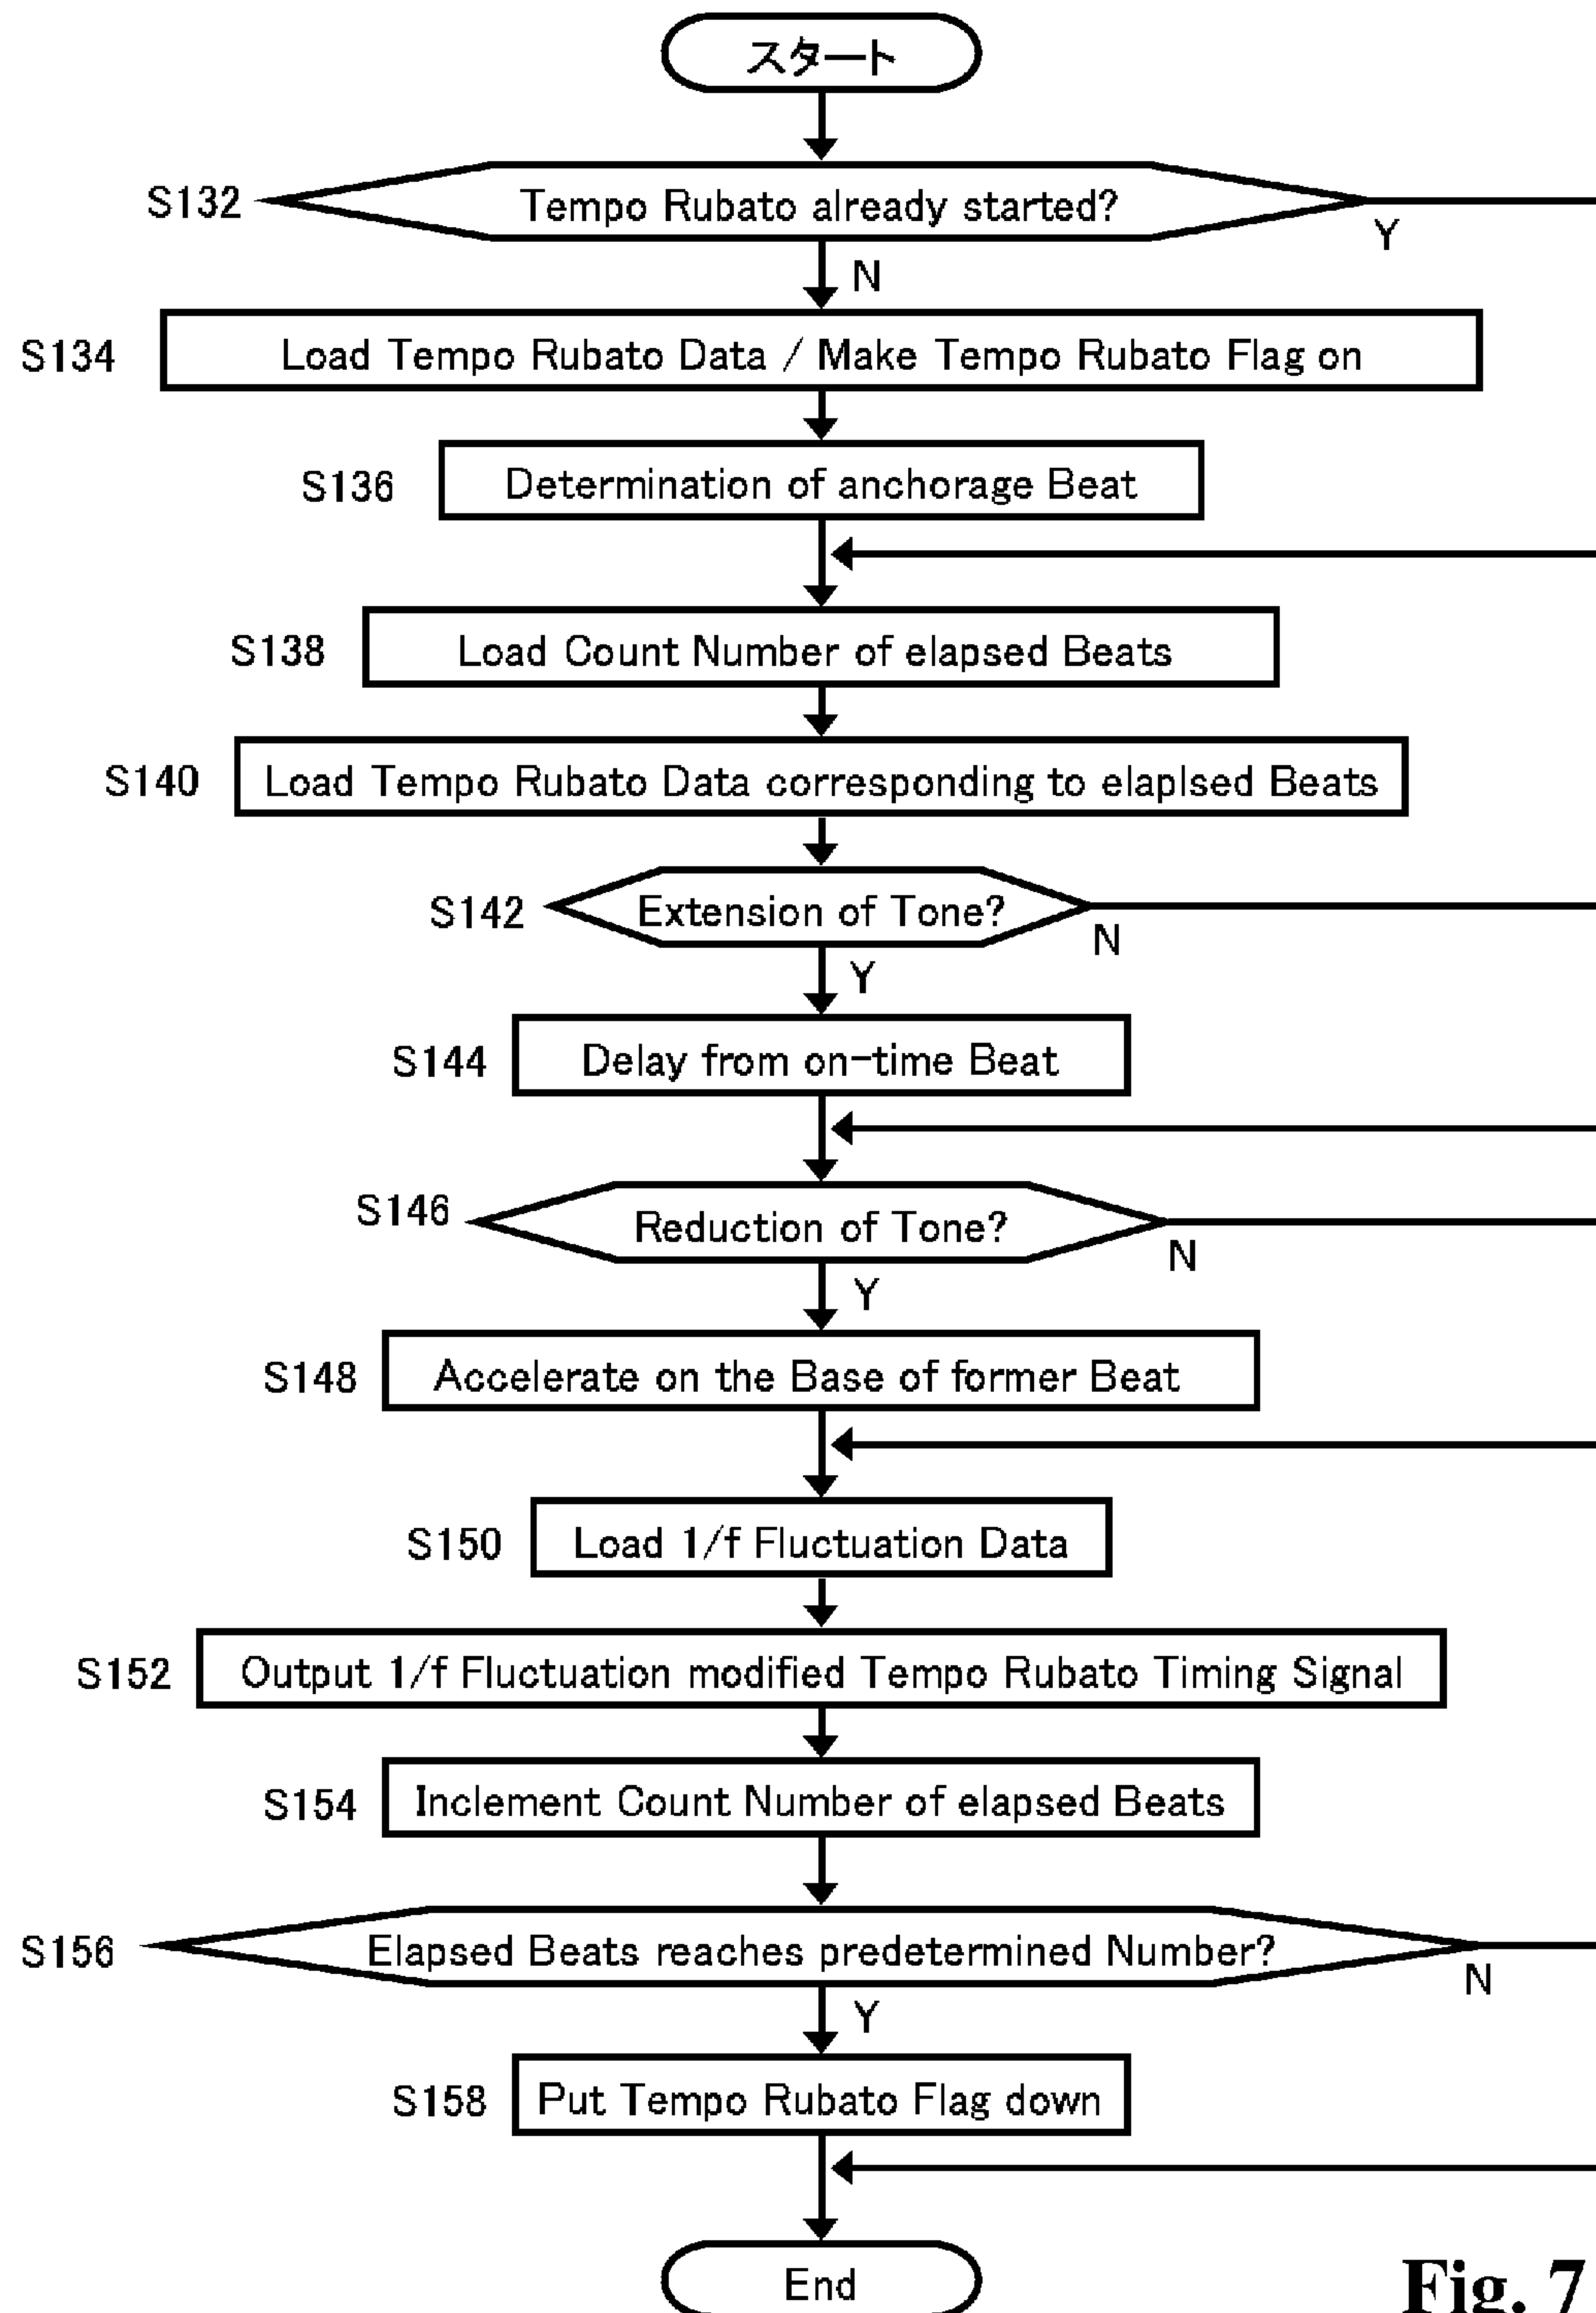 スタート
S132 Tempo Rubato already started?
Y
N
S134 Load Tempo Rubato Data / Make Tempo Rubato Flag on
S136 Determination of anchorage Beat
S138 Load Count Number of elapsed Beats
S140 Load Tempo Rubato Data corresponding to elaplsed Beats
S142 Extension of Tone?
N
Y
S144 Delay from on-time Beat
S146 Reduction of Tone?
N
Y
S148 Accelerate on the Base of former Beat
S150 Load 1/f Fluctuation Data
S152 Output 1/f Fluctuation modified Tempo Rubato Timing Signal
S154 Inclement Count Number of elapsed Beats
S156 Elapsed Beats reaches predetermined Number?
N
Y
S158 Put Tempo Rubato Flag down
End
Fig. 7